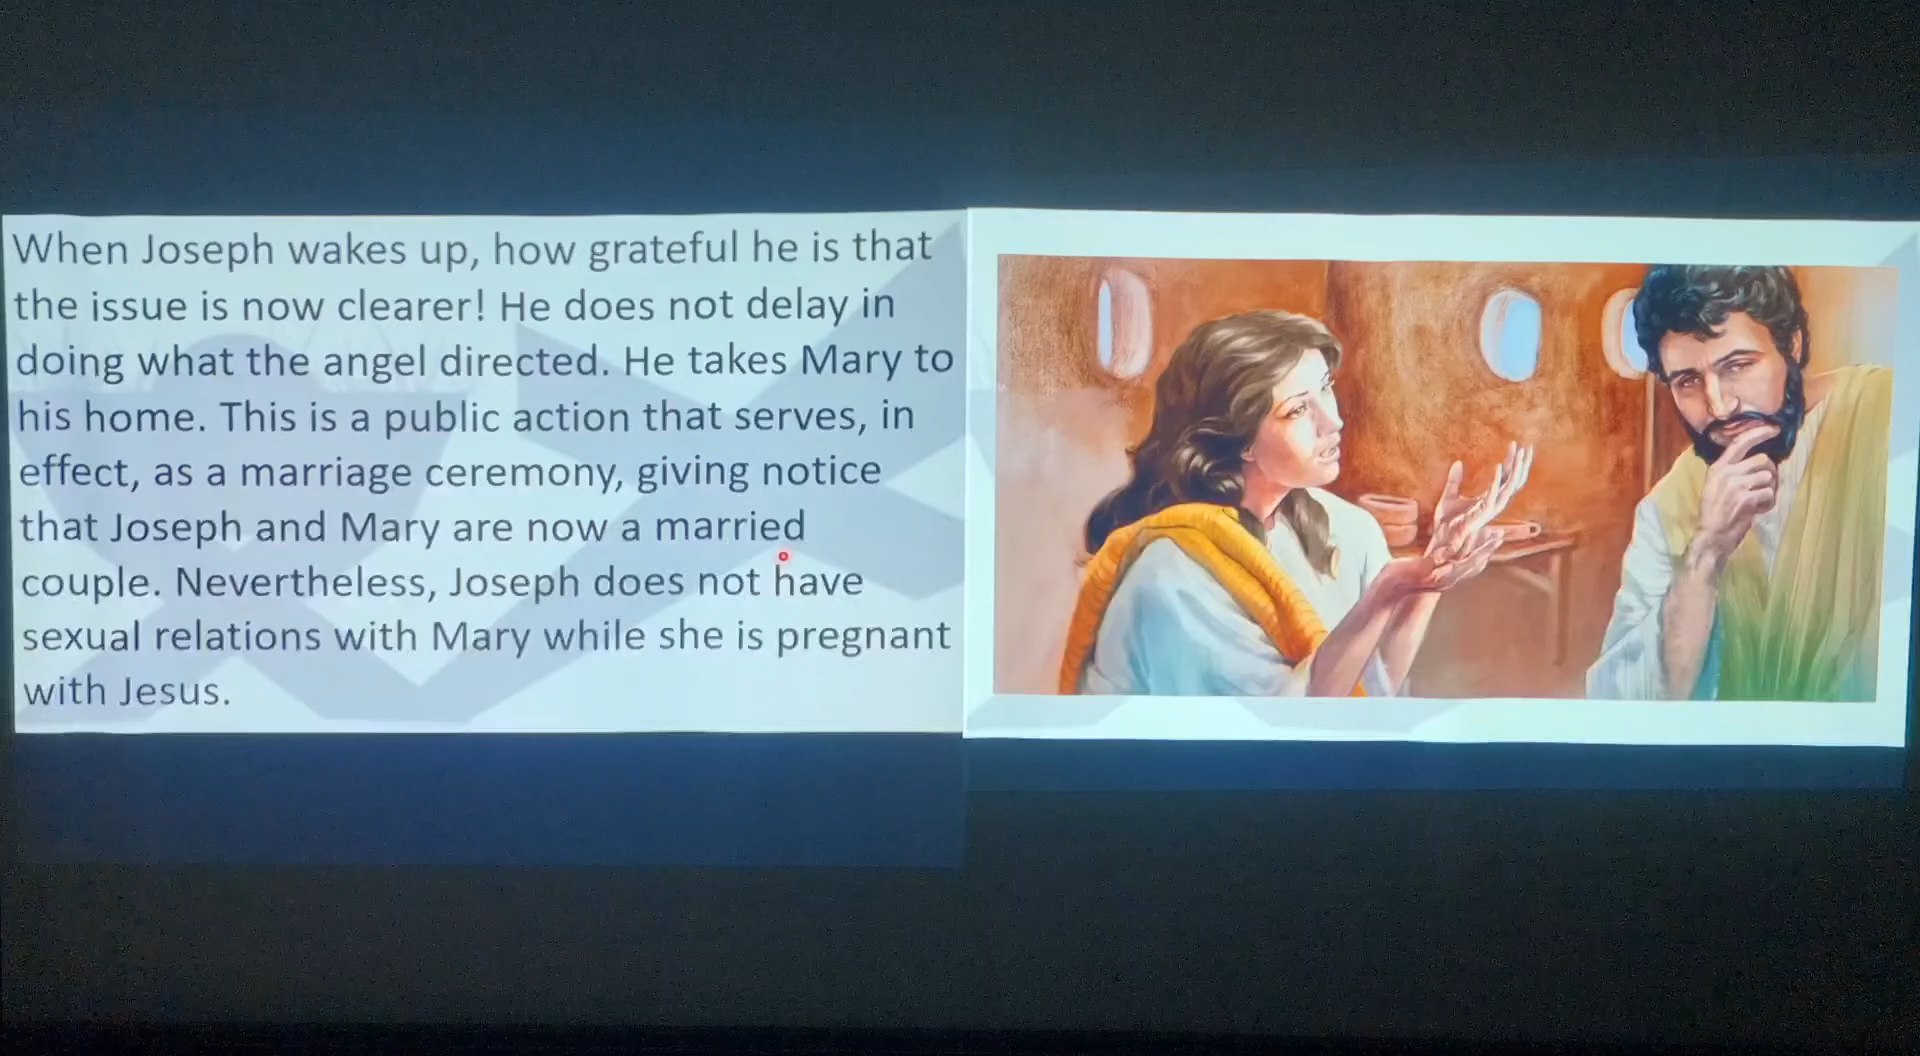 When Joseph wakes up, how grateful he is that
the issue is now clearer! He does not delay in
doing what the angel directed. He takes Mary to
his home. This is a public action that serves, in
effect, as a marriage ceremony, giving notice
that Joseph and Mary are now a married
couple. Nevertheless, Joseph does not have
sexual relations with Mary while she is pregnant
with Jesus.